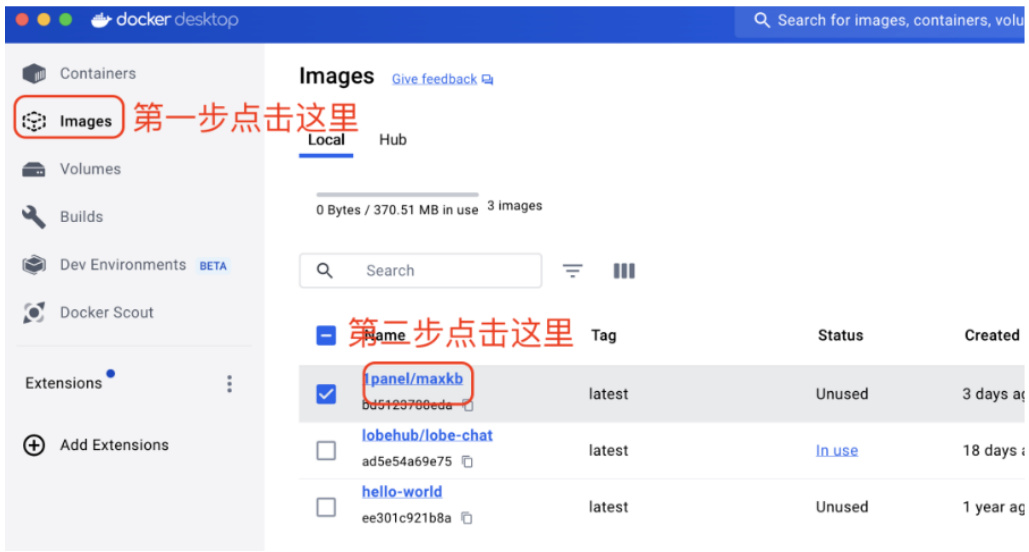 docker desktop
Search for images, containers, volu
Containers
Images
第一步点击这里
Volumes
Builds
Dev Environments BETA
Docker Scout
Extensions
Add Extensions
Images Give feedback
Local Hub
0 Bytes / 370.51 MB in use 3 images
Search
第二步点击这里
Name Tag Status Created
1panel/maxkb latest Unused 3 days ag
bd5123788eda
lobehub/lobe-chat latest In use 18 days a
ad5e54a69e75
hello-world latest Unused 1 year ag
ee301c921b8a